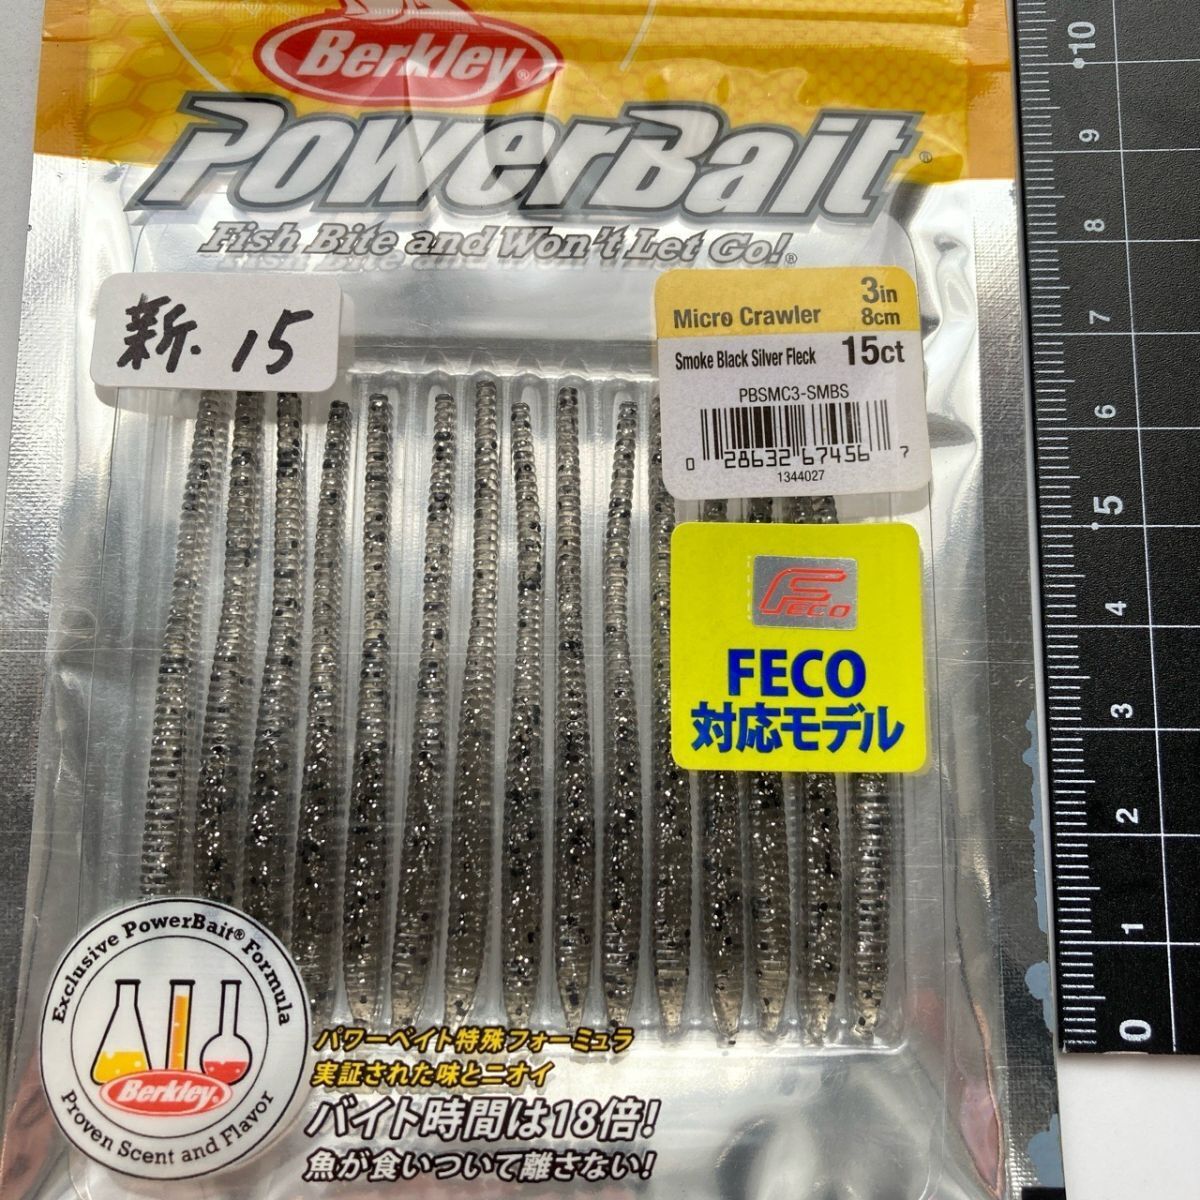 Berkley®
PowerBait®
Fish Bite and Won't Let Go!®
新. 15
Micro Crawler
3in
8cm
Smoke Black Silver Fleck
15ct
PBSMC3-SMBS
0 28632 67456 7
1344027
FECO
FECO
対応モデル
Exclusive PowerBait® Formula
Berkley
Proven Scent and Flavor
パワーベイト特殊フォーミュラ
実証された味とニオイ
バイト時間は18倍!
魚が食いついて離さない!
10
9
8
7
6
5
4
3
2
1
0